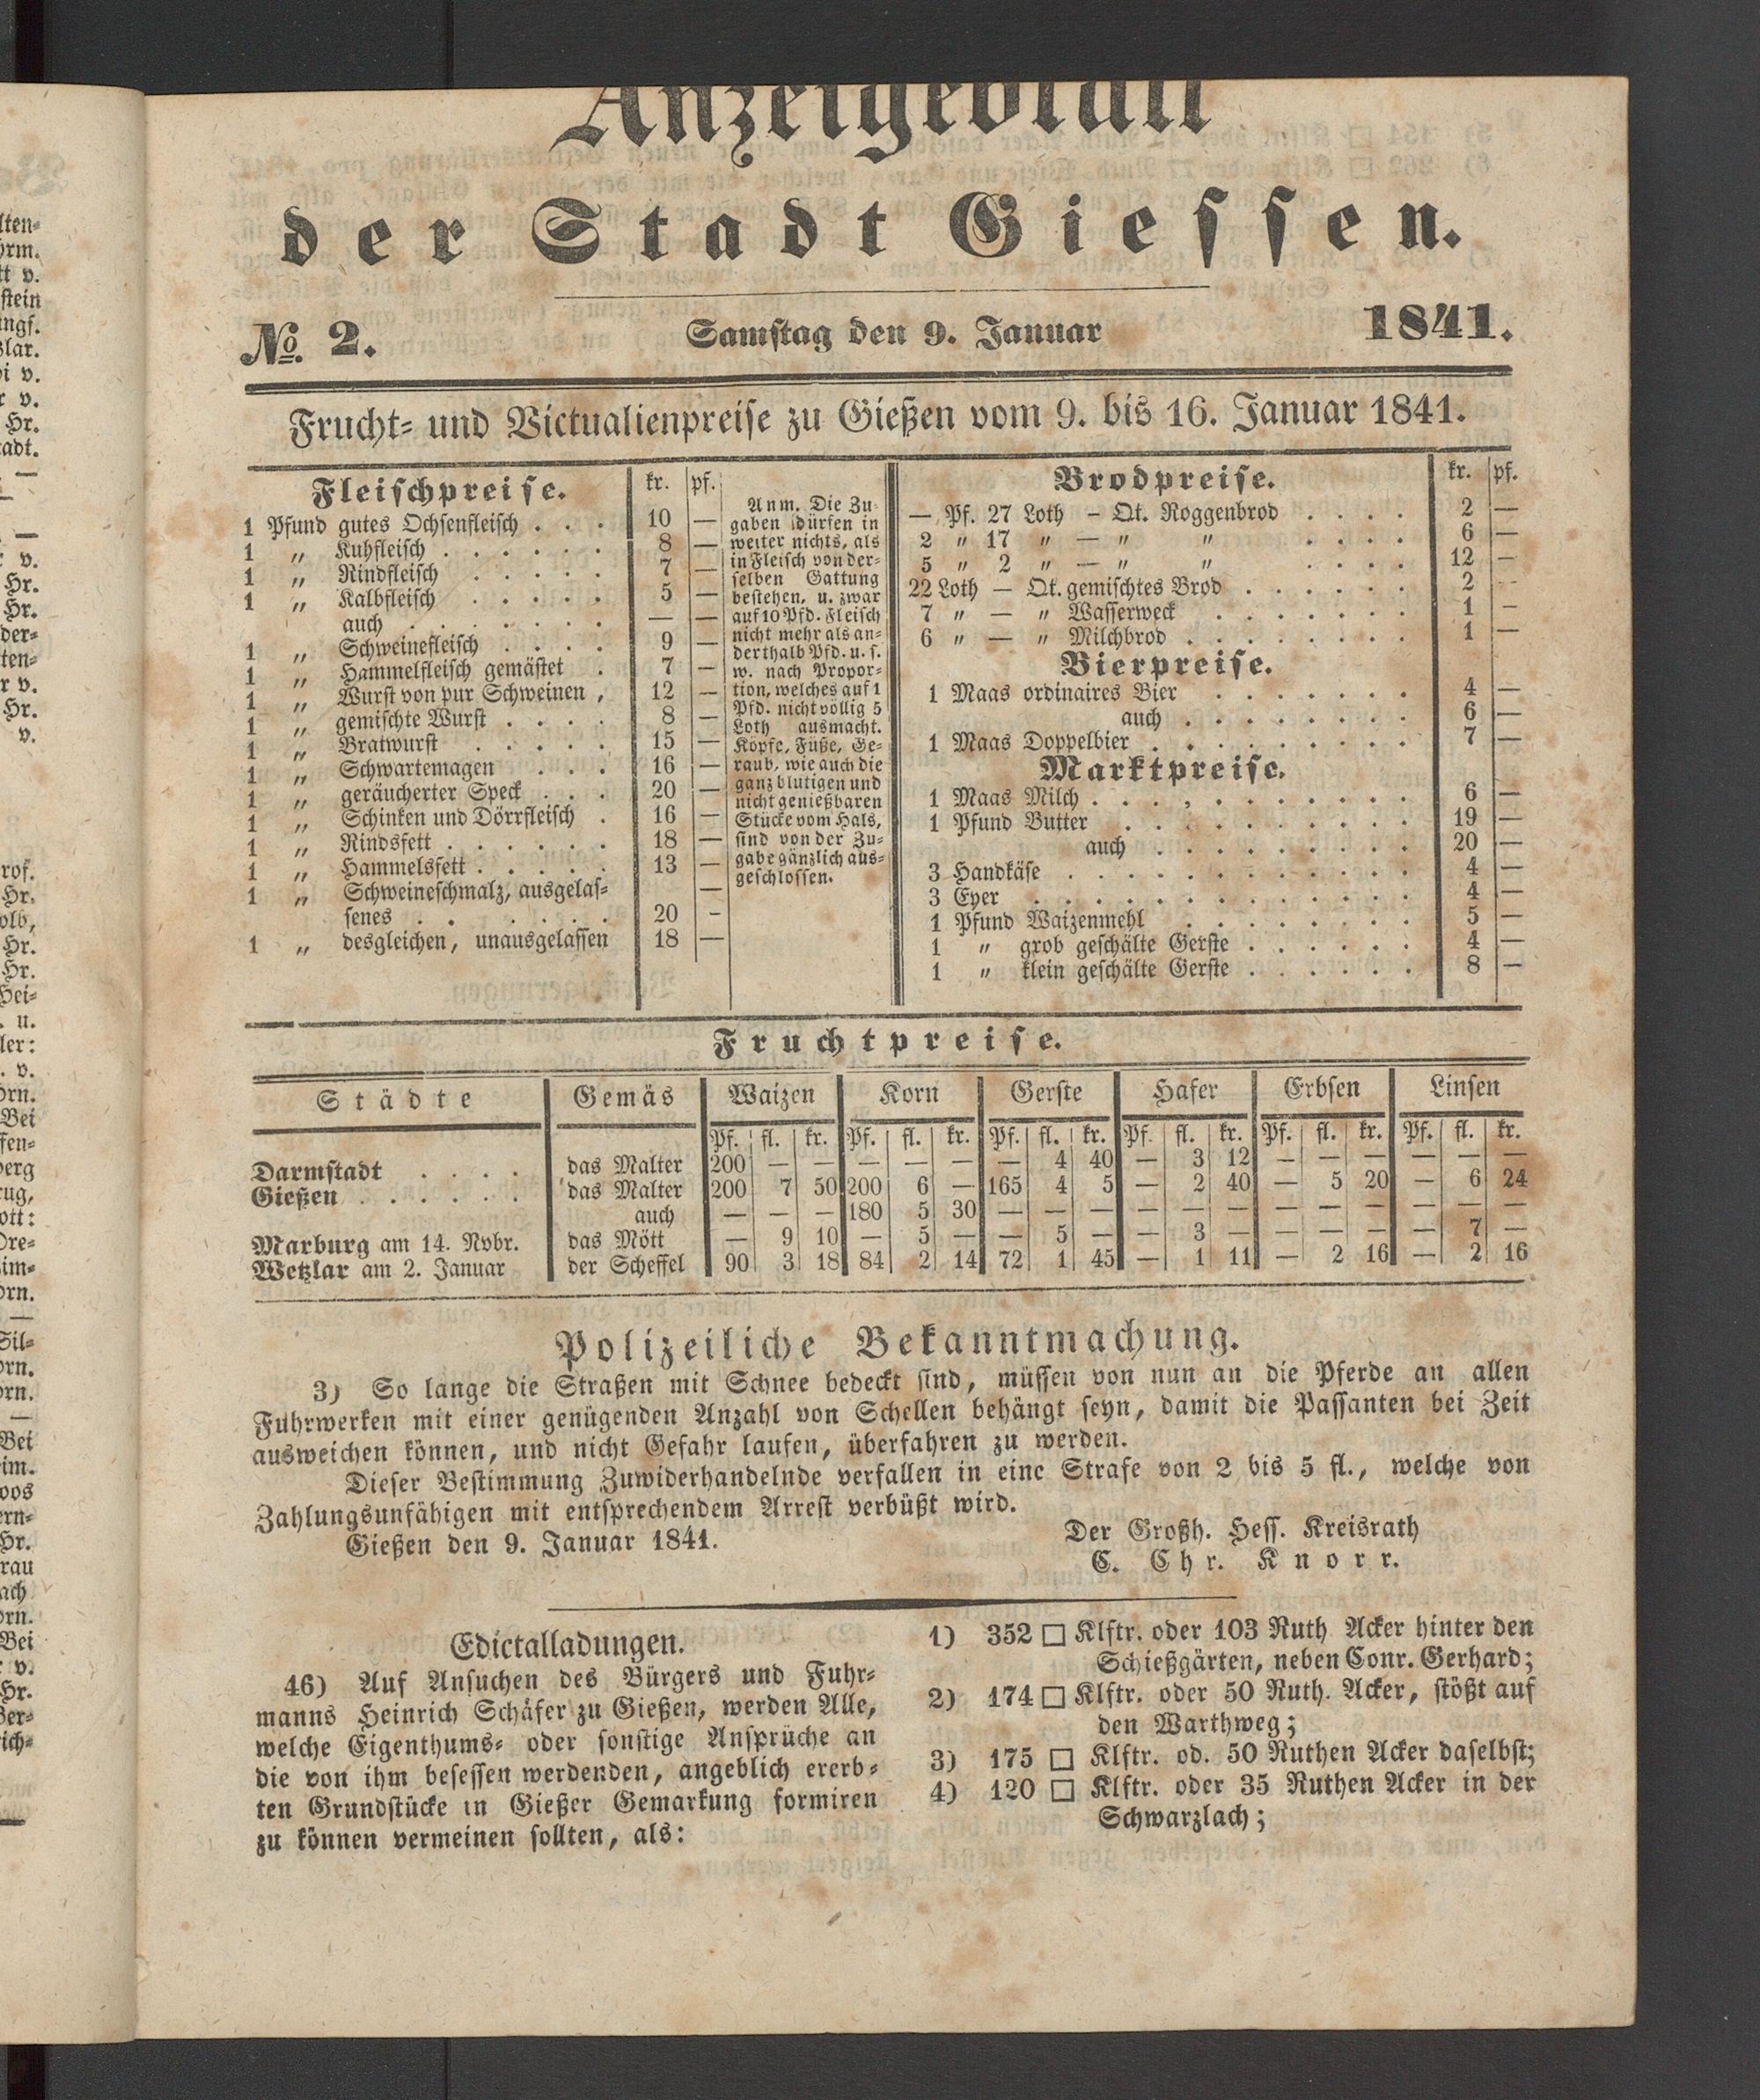 Anzeigeblatt
der Stadt Giessen.
No. 2. Samstag den 9. Januar 1841.
Frucht- und Victualienpreise zu Gießen vom 9. bis 16. Januar 1841.
Fleischpreise. kr. pf.
1 Pfund gutes Ochsenfleisch . . . 10 —
1 „ Kuhfleisch . . . . . . 8 —
1 „ Rindfleisch . . . . . 7 —
1 „ Kalbfleisch . . . . . 5 —
auch . . . . . . . — —
1 „ Schweinefleisch . . . . 9 —
1 „ Hammelfleisch gemästet . 7 —
1 „ Wurst von pur Schweinen , 12 —
1 „ gemischte Wurst . . . . 8 —
1 „ Bratwurst . . . . . 15 —
1 „ Schwartemagen . . . 16 —
1 „ geräucherter Speck . . . 20 —
1 „ Schinken und Dörrfleisch . 16 —
1 „ Rindsfett . . . . . . 18 —
1 „ Hammelsfett . . . . . 13 —
1 „ Schweineschmalz, ausgelas- —
senes . . . . . . 20 -
1 „ desgleichen, unausgelassen 18 —
Anm. Die Zu-
gaben dürfen in
weiter nichts, als
in Fleisch von der-
selben Gattung
bestehen, u. zwar
auf 10 Pfd. Fleisch
nicht mehr als an-
derthalb Pfd. u. s.
w. nach Propor-
tion, welches auf 1
Pfd. nicht völlig 5
Loth ausmacht.
Köpfe, Füße, Ge-
raub, wie auch die
ganz blutigen und
nicht genießbaren
Stücke vom Hals,
sind von der Zu-
gabe gänzlich aus-
geschlossen.
Brodpreise. kr. pf.
— Pf. 27 Loth - Qt. Roggenbrod . . . . 2 —
2 „ 17 „ — „ „ . . . . 6 —
5 „ 2 „ — „ „ . . . . 12 —
22 Loth — Qt. gemischtes Brod . . . . . . 2 -
7 „ — „ Wasserweck . . . . . . 1 -
6 „ — „ Milchbrod . . . . . . . 1 —
Bierpreise.
1 Maas ordinaires Bier . . . . . . 4 —
auch . . . . . . . 6 —
1 Maas Doppelbier . . . . . . . . 7 —
Marktpreise.
1 Maas Milch . . . , . . . . . . . 6 —
1 Pfund Butter . . . . . . . . . 19 —
auch . . . . . . . . 20 —
3 Handkäse . . . . . . . . . . . 4 —
3 Eyer . . . . . . . . . . . . 4 —
1 Pfund Waizenmehl . . . . . . . 5 —
1 „ grob geschälte Gerste . . . . . 4 —
1 „ klein geschälte Gerste . . . . . 8 —
Fruchtpreise.
Städte Gemäs Waizen Korn Gerste Hafer Erbsen Linsen
Pf. fl. kr. Pf. fl. kr. Pf. fl. kr. Pf. fl. kr. Pf. fl. kr. Pf. fl. kr.
Darmstadt . . . . das Malter 200 — — — — — — 4 40 — 3 12 — — — — — —
Gießen . . . . . . das Malter 200 7 50 200 6 — 165 4 5 — 2 40 — 5 20 — 6 24
auch — — — 180 5 30 — — — — — — — — — — — —
Marburg am 14. Nvbr. das Mött — 9 10 — 5 — — 5 — — 3 — — — — — 7 —
Wetzlar am 2. Januar der Scheffel 90 3 18 84 2 14 72 1 45 — 1 11 — 2 16 — 2 16
Polizeiliche Bekanntmachung.
3) So lange die Straßen mit Schnee bedeckt sind, müssen von nun an die Pferde an allen
Fuhrwerken mit einer genügenden Anzahl von Schellen behängt seyn, damit die Passanten bei Zeit
ausweichen können, und nicht Gefahr laufen, überfahren zu werden.
Dieser Bestimmung Zuwiderhandelnde verfallen in eine Strafe von 2 bis 5 fl., welche von
Zahlungsunfähigen mit entsprechendem Arrest verbüßt wird.
Gießen den 9. Januar 1841.
Der Großh. Hess. Kreisrath
C. Chr. Knorr.
Edictalladungen.
46) Auf Ansuchen des Bürgers und Fuhr-
manns Heinrich Schäfer zu Gießen, werden Alle,
welche Eigenthums- oder sonstige Ansprüche an
die von ihm besessen werdenden, angeblich ererb-
ten Grundstücke in Gießer Gemarkung formiren
zu können vermeinen sollten, als:
1) 352 □ Klftr. oder 103 Ruth Acker hinter den
Schießgärten, neben Conr. Gerhard;
2) 174 □ Klftr. oder 50 Ruth. Acker, stößt auf
den Warthweg;
3) 175 □ Klftr. od. 50 Ruthen Acker daselbst;
4) 120 □ Klftr. oder 35 Ruthen Acker in der
Schwarzlach;